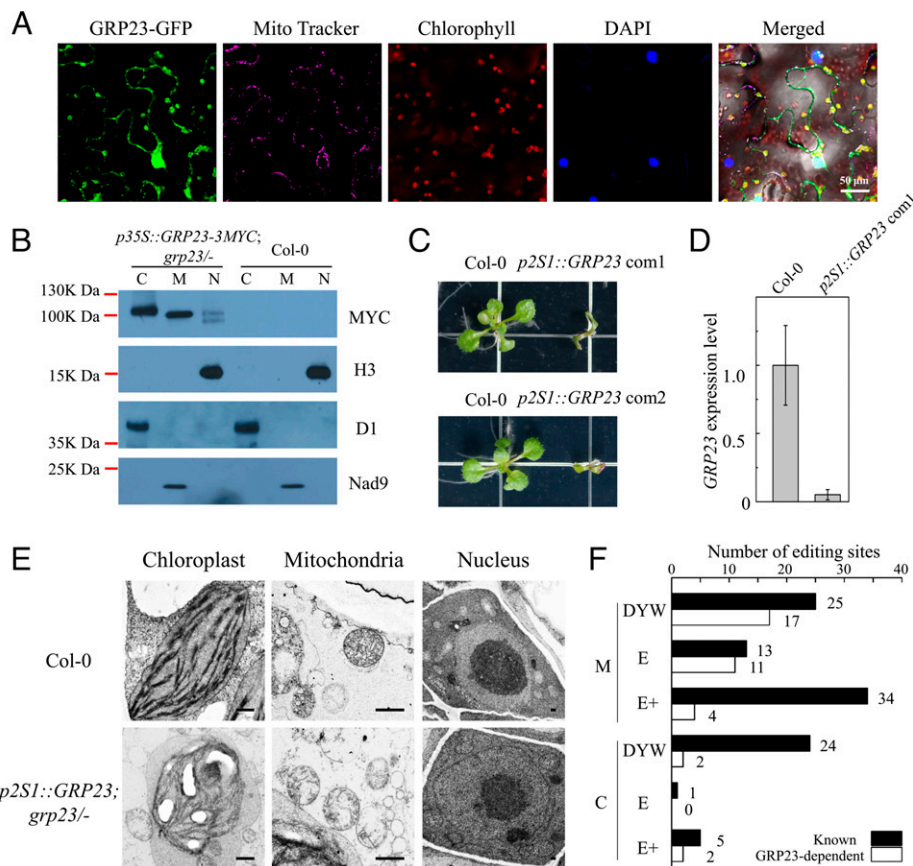 A
GRP23-GFP Mito Tracker Chlorophyll DAPI Merged
50 μm
B
p35S::GRP23-3MYC;
grp23/-
Col-0
C M N C M N
130K Da
100K Da
MYC
15K Da
H3
D1
35K Da
25K Da
Nad9
C
Col-0 p2S1::GRP23 com1
Col-0 p2S1::GRP23 com2
D
Col-0
p2S1::GRP23 com1
GRP23 expression level
1.0
0.5
0
E
Chloroplast Mitochondria Nucleus
Col-0
p2S1::GRP23;
grp23/-
F
Number of editing sites
0 12 24 40
M
DYW 25
17
E 13
11
E+ 34
4
C
DYW 24
2
E 1
0
E+ 5
2
Known
GRP23-dependent